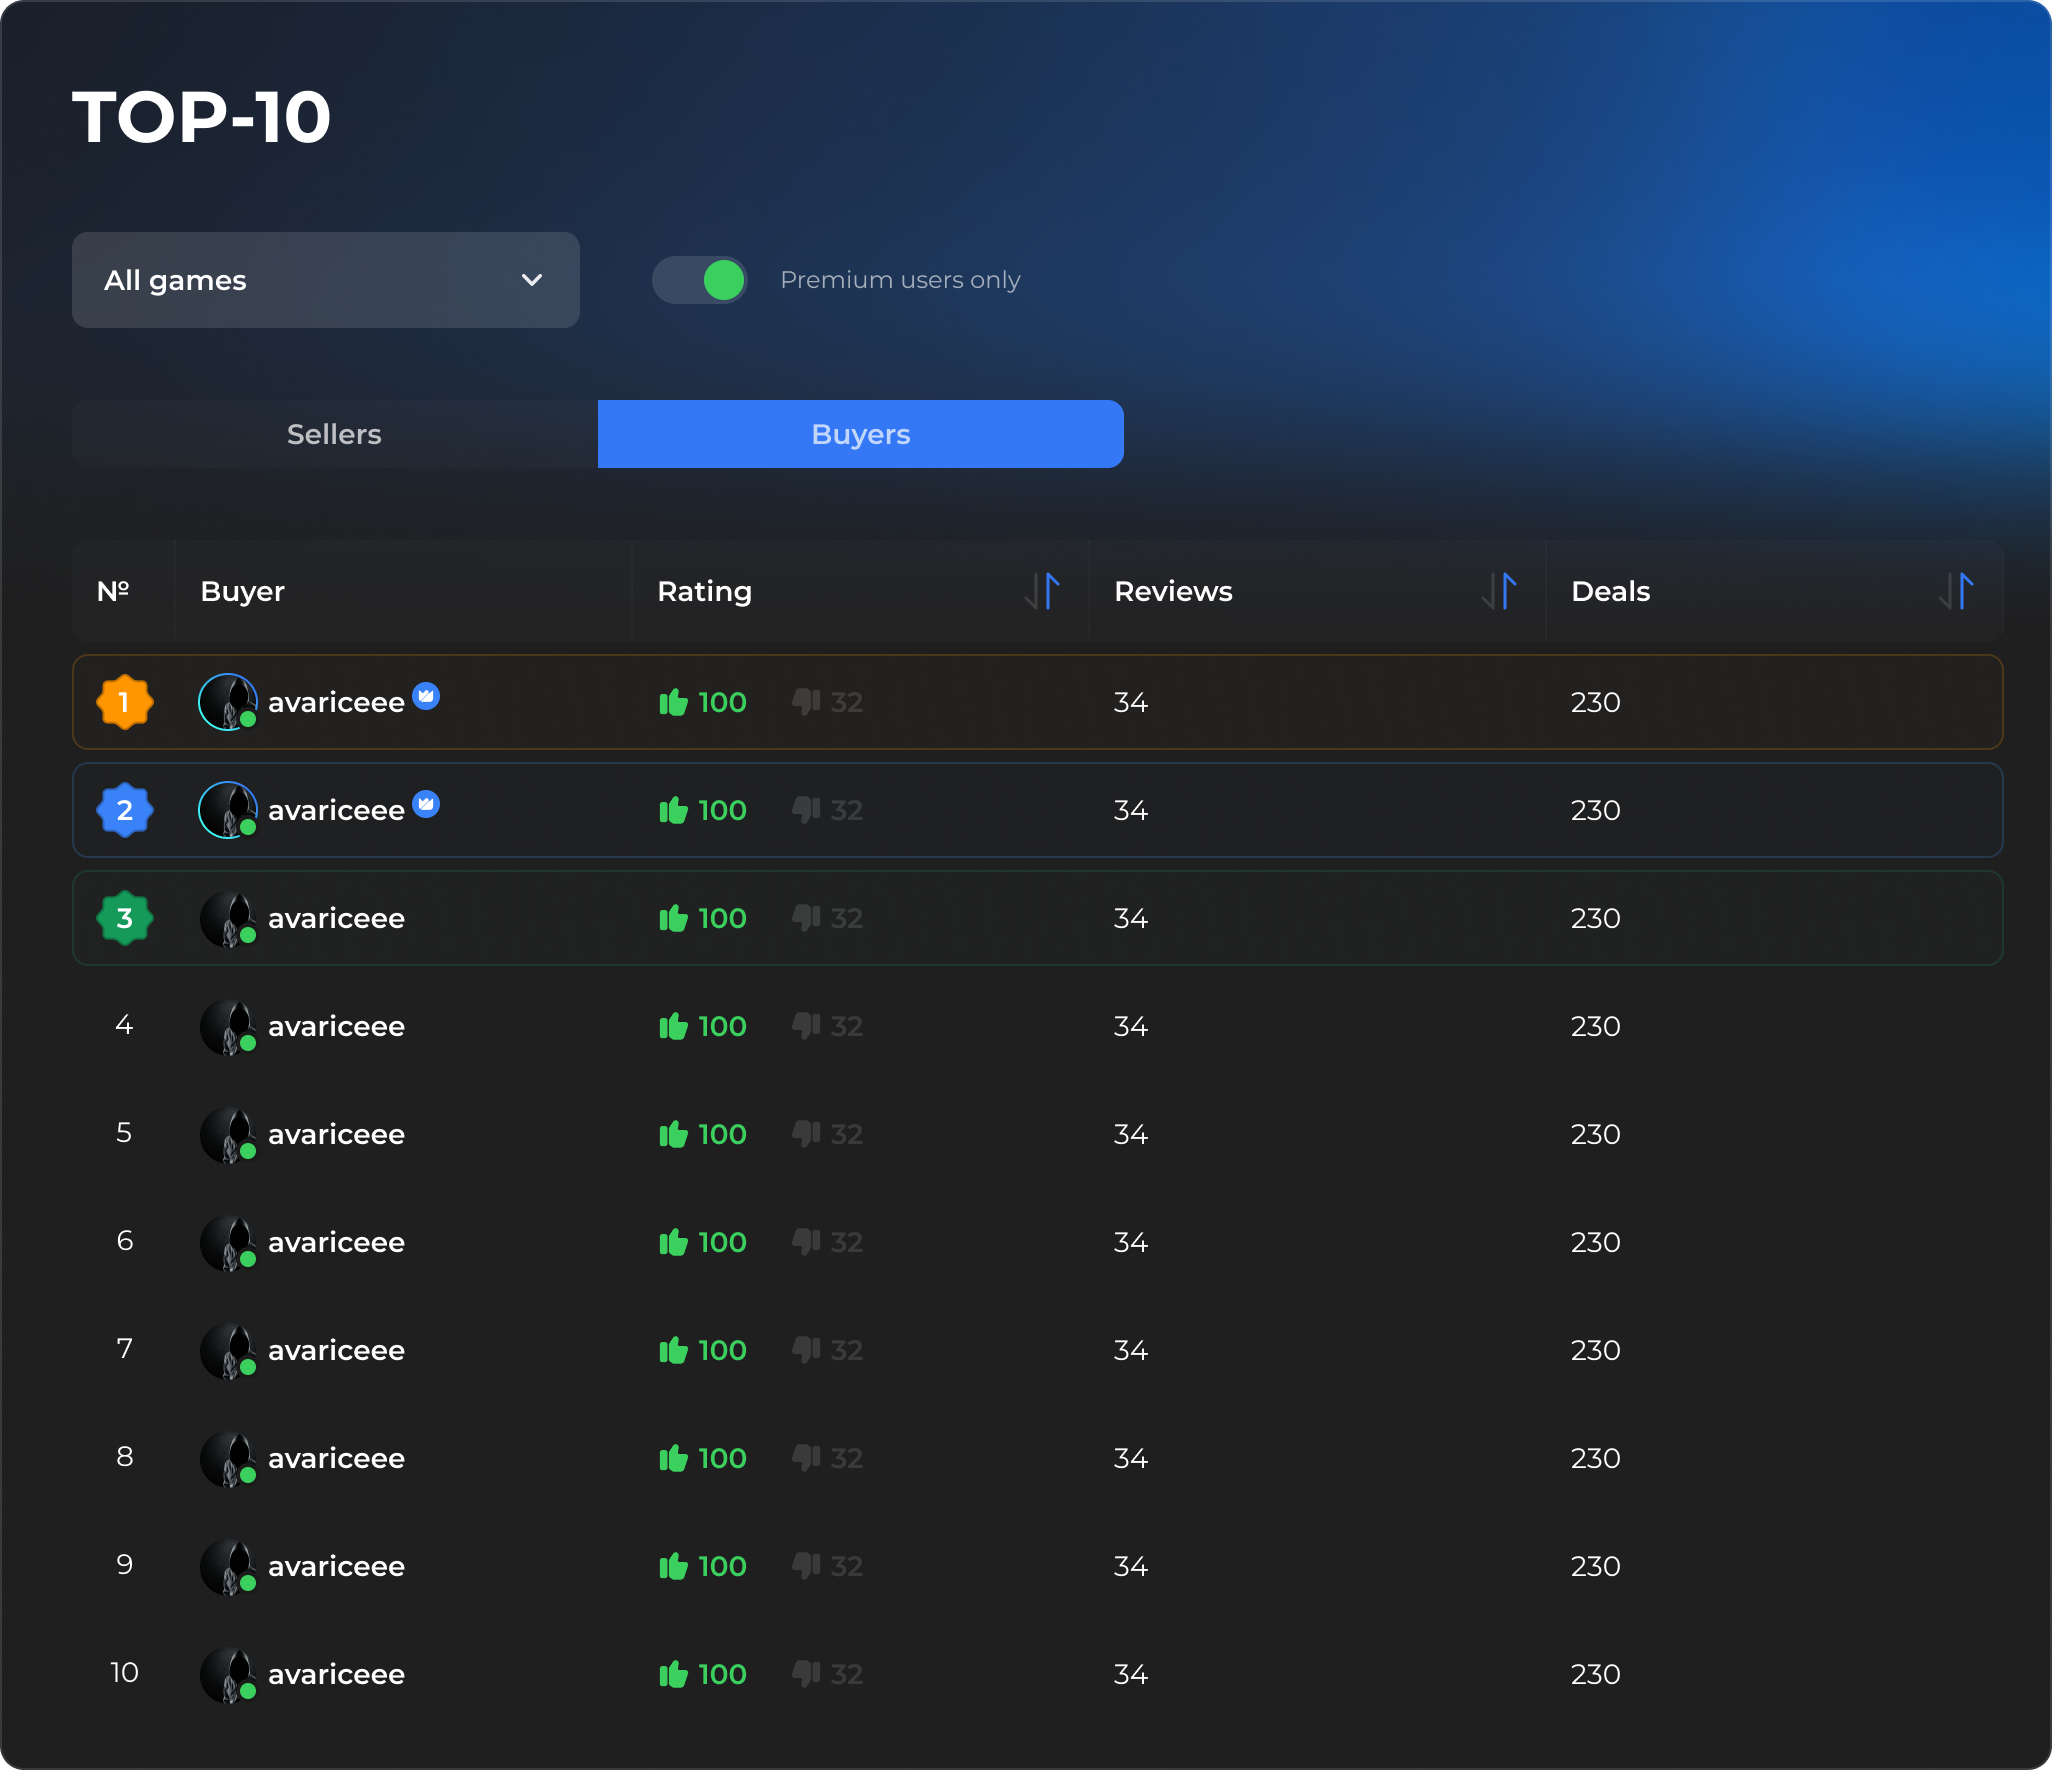 TOP-10
All games
Premium users only
Sellers Buyers
№ Buyer Rating Reviews Deals
1 avariceee 100 32 34 230
2 avariceee 100 32 34 230
3 avariceee 100 32 34 230
4 avariceee 100 32 34 230
5 avariceee 100 32 34 230
6 avariceee 100 32 34 230
7 avariceee 100 32 34 230
8 avariceee 100 32 34 230
9 avariceee 100 32 34 230
10 avariceee 100 32 34 230